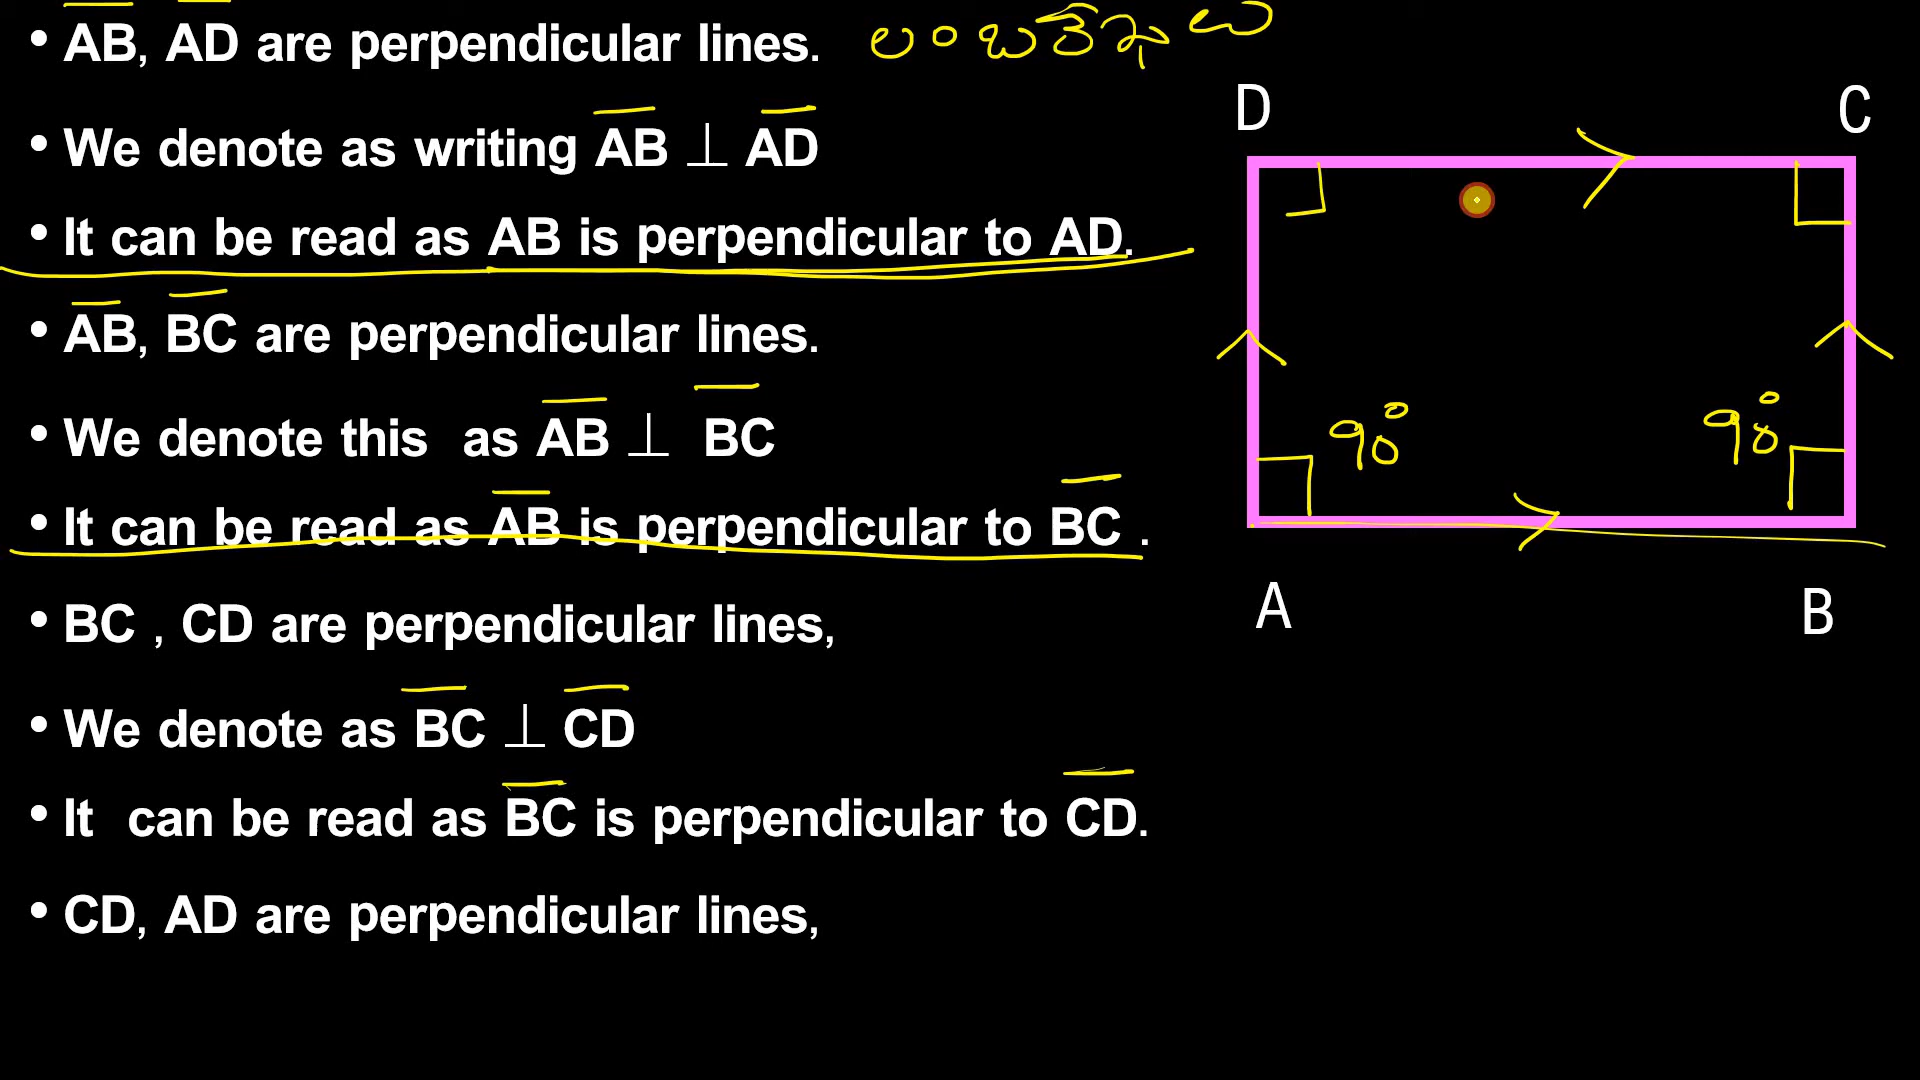 • AB, AD are perpendicular lines.
• We denote as writing AB ⊥ AD
• It can be read as AB is perpendicular to AD.
• AB, BC are perpendicular lines.
• We denote this as AB ⊥ BC
• It can be read as AB is perpendicular to BC .
• BC , CD are perpendicular lines,
• We denote as BC ⊥ CD
• It can be read as BC is perpendicular to CD.
• CD, AD are perpendicular lines,
D C
90° 90°
A B